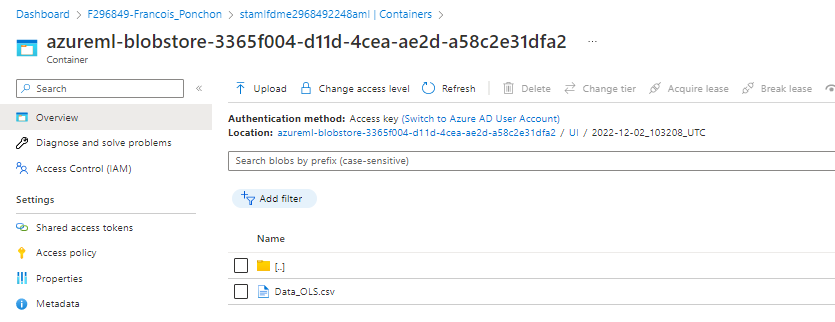 Dashboard > F296849-Francois_Ponchon > stamlfdme2968492248aml | Containers >
azureml-blobstore-3365f004-d11d-4cea-ae2d-a58c2e31dfa2 ...
Container
Search «
Upload Change access level Refresh Delete Change tier Acquire lease Break lease
Overview
Diagnose and solve problems
Access Control (IAM)
Settings
Shared access tokens
Access policy
Properties
Metadata
Authentication method: Access key (Switch to Azure AD User Account)
Location: azureml-blobstore-3365f004-d11d-4cea-ae2d-a58c2e31dfa2 / UI / 2022-12-02_103208_UTC
Search blobs by prefix (case-sensitive)
Add filter
Name
[..]
Data_OLS.csv